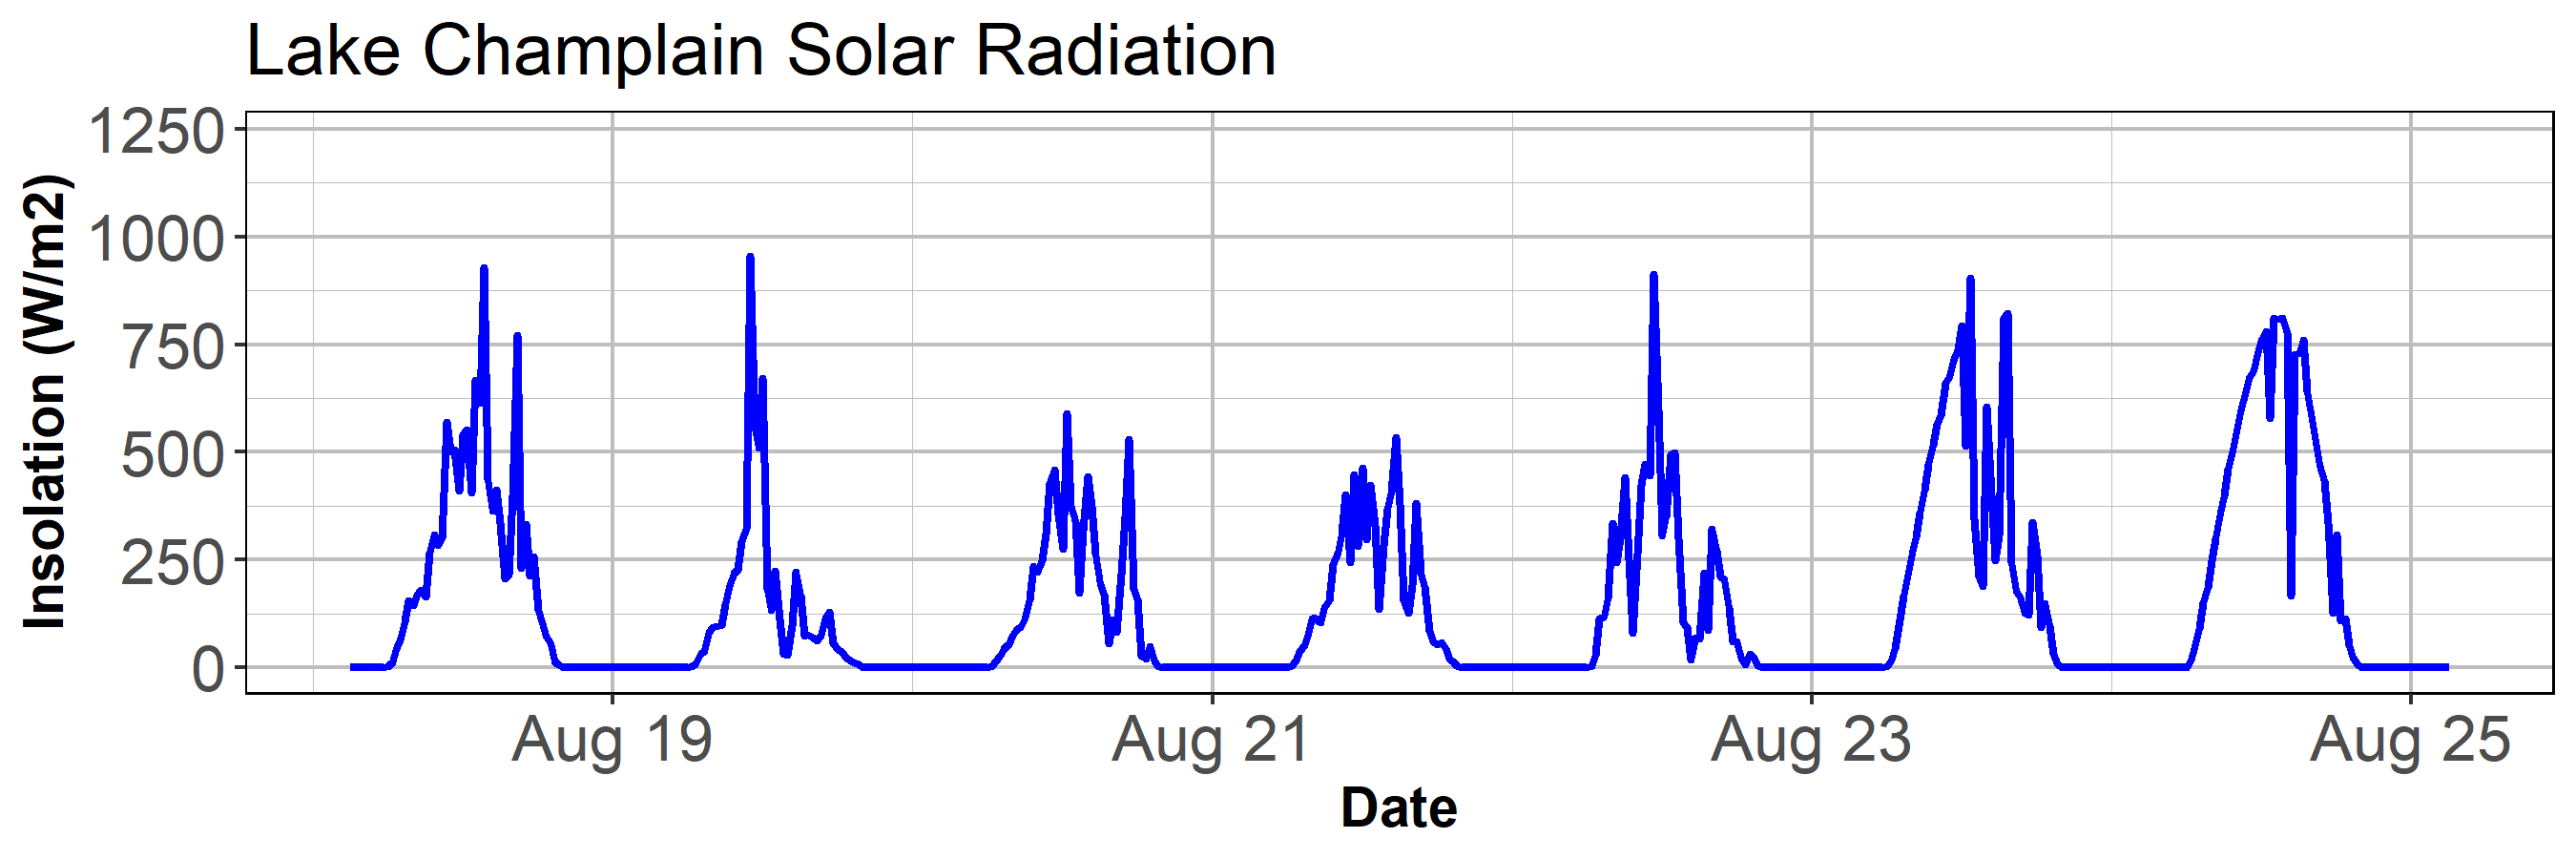 Lake Champlain Solar Radiation
1250
1000
750
500
250
0
Insolation (W/m2)
Aug 19 Aug 21 Aug 23 Aug 25
Date